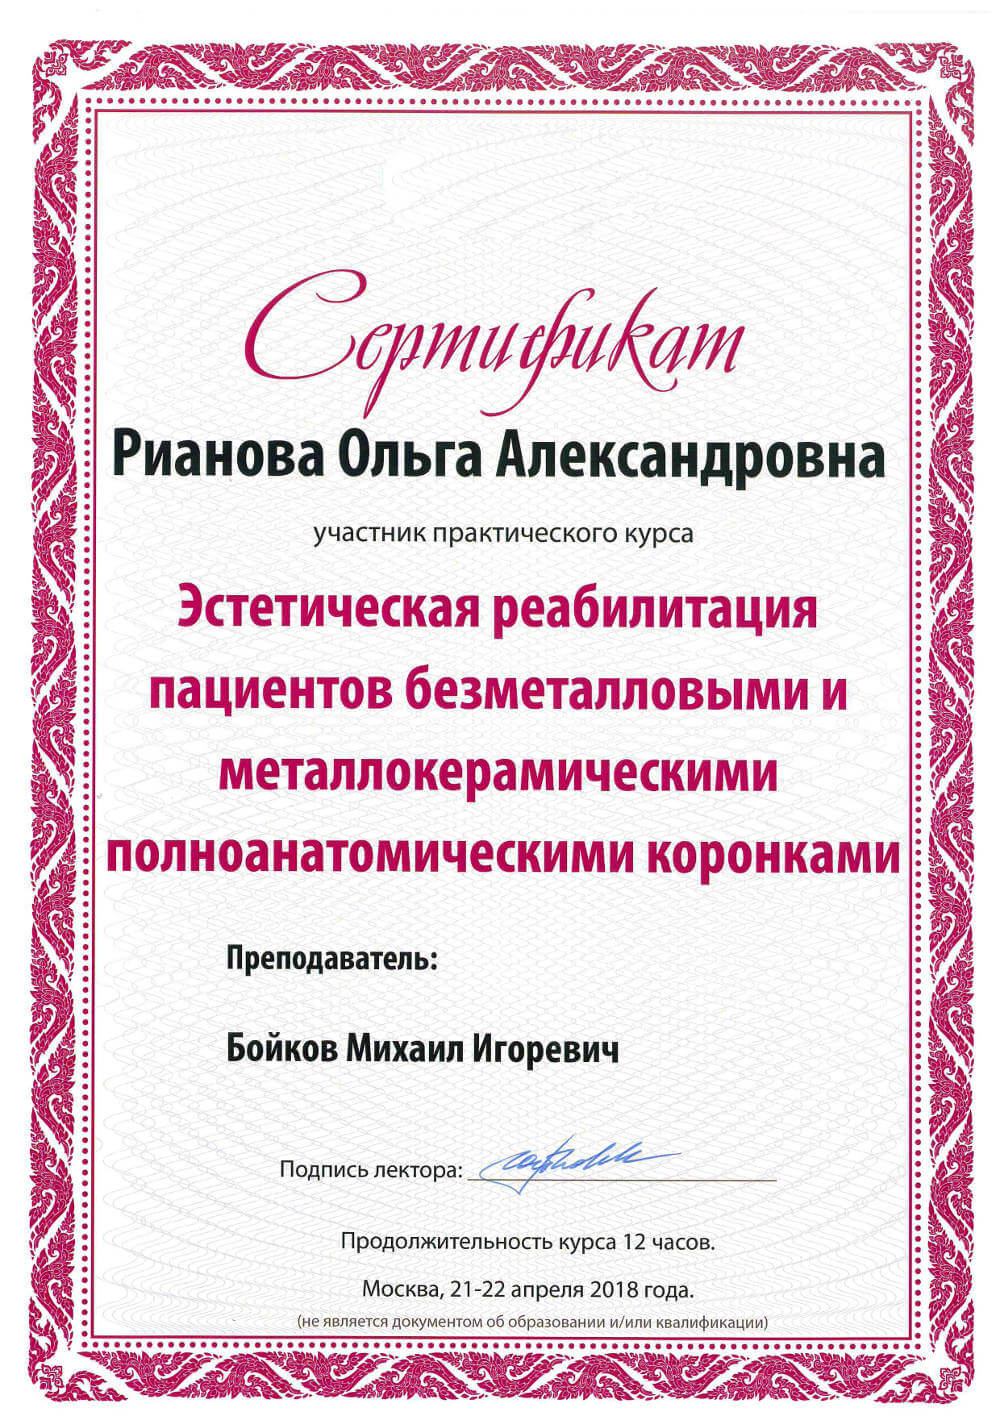 Сертификат
Рианова Ольга Александровна
участник практического курса
Эстетическая реабилитация
пациентов безметалловыми и
металлокерамическими
полноанатомическими коронками
Преподаватель:
Бойков Михаил Игоревич
Подпись лектора:
Продолжительность курса 12 часов.
Москва, 21-22 апреля 2018 года.
(не является документом об образовании и/или квалификации)